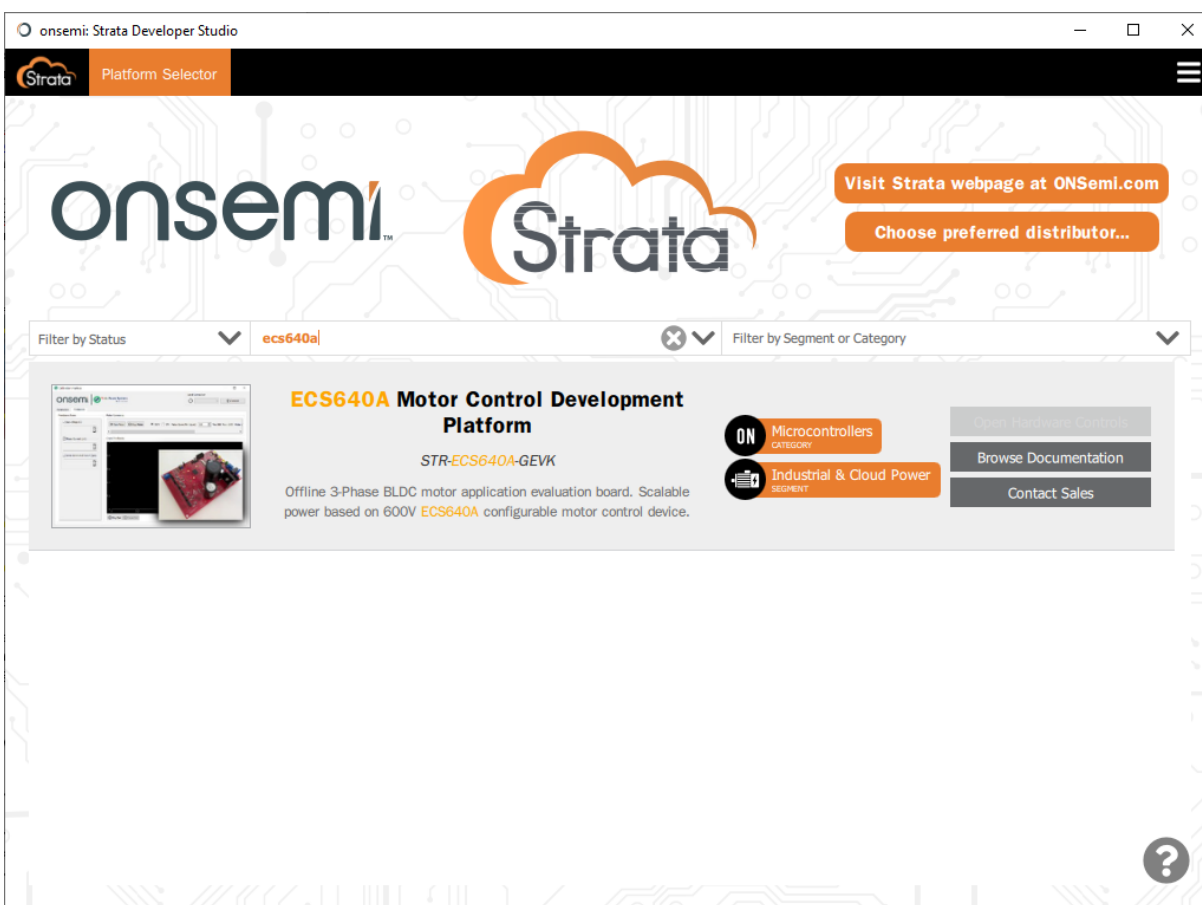 onsemi: Strata Developer Studio
Strata
Platform Selector
onsemi
TM
Strata
Visit Strata webpage at ONSemi.com
Choose preferred distributor...
Filter by Status
ecs640a
Filter by Segment or Category
onsemi
ECS640A Motor Control Development
Platform
STR-ECS640A-GEVK
Offline 3-Phase BLDC motor application evaluation board. Scalable
power based on 600V ECS640A configurable motor control device.
ON
Microcontrollers
CATEGORY
Industrial & Cloud Power
SEGMENT
Open Hardware Controls
Browse Documentation
Contact Sales
?